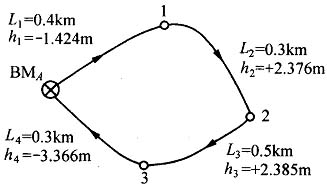 1
L₁=0.4km
h₁=-1.424m
L₂=0.3km
h₂=+2.376m
BM_A
2
L₄=0.3km
h₄=-3.366m
L₃=0.5km
h₃=+2.385m
3